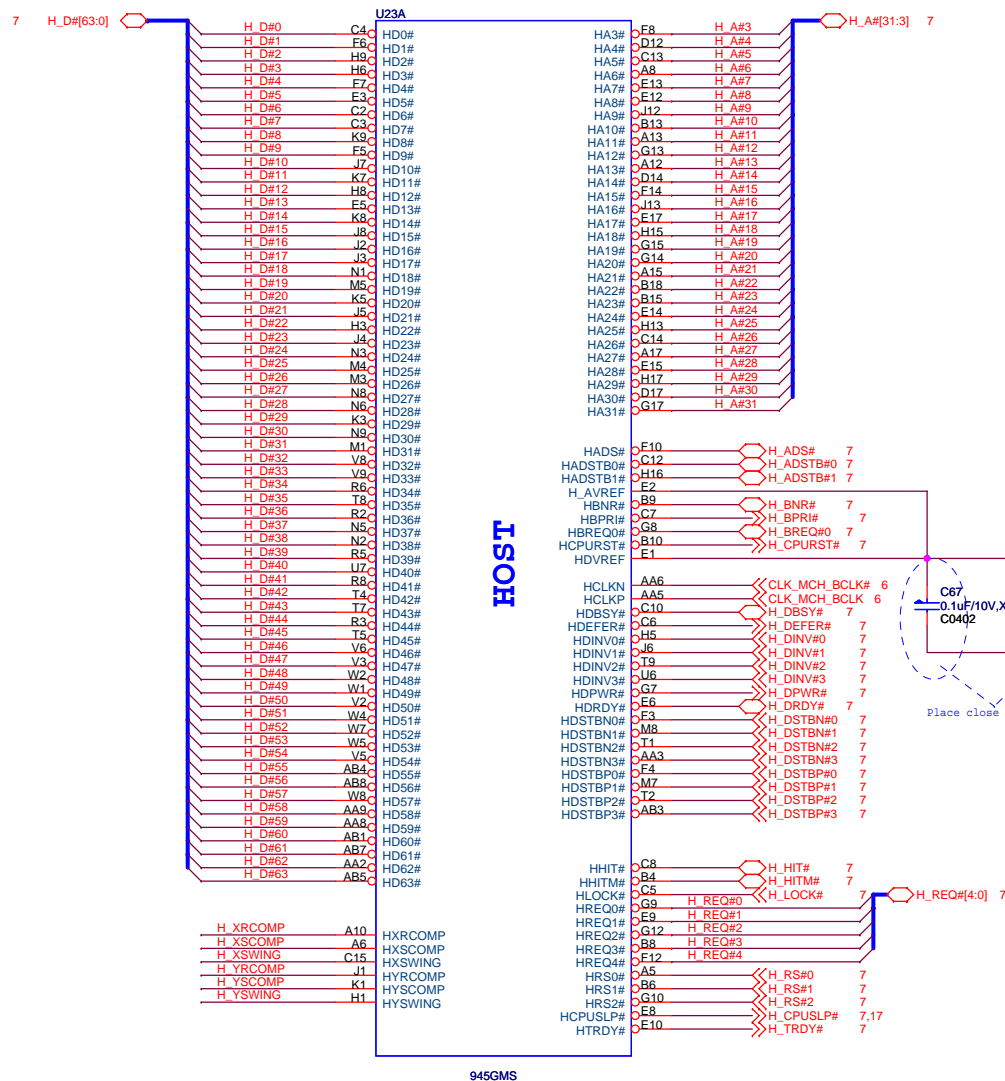 7 H_D#[63:0]
U23A
H_D#0 C4 HD0#
H_D#1 F6 HD1#
H_D#2 H9 HD2#
H_D#3 H6 HD3#
H_D#4 F7 HD4#
H_D#5 E3 HD5#
H_D#6 C2 HD6#
H_D#7 C3 HD7#
H_D#8 K9 HD8#
H_D#9 F5 HD9#
H_D#10 J7 HD10#
H_D#11 K7 HD11#
H_D#12 H8 HD12#
H_D#13 E5 HD13#
H_D#14 K8 HD14#
H_D#15 J8 HD15#
H_D#16 J2 HD16#
H_D#17 J3 HD17#
H_D#18 N1 HD18#
H_D#19 M5 HD19#
H_D#20 K5 HD20#
H_D#21 J5 HD21#
H_D#22 H3 HD22#
H_D#23 J4 HD23#
H_D#24 N3 HD24#
H_D#25 M4 HD25#
H_D#26 M3 HD26#
H_D#27 N8 HD27#
H_D#28 N6 HD28#
H_D#29 K3 HD29#
H_D#30 N9 HD30#
H_D#31 M1 HD31#
H_D#32 V8 HD32#
H_D#33 V9 HD33#
H_D#34 R6 HD34#
H_D#35 T8 HD35#
H_D#36 R2 HD36#
H_D#37 N5 HD37#
H_D#38 N2 HD38#
H_D#39 R5 HD39#
H_D#40 U7 HD40#
H_D#41 R8 HD41#
H_D#42 T4 HD42#
H_D#43 T7 HD43#
H_D#44 R3 HD44#
H_D#45 T5 HD45#
H_D#46 V6 HD46#
H_D#47 V3 HD47#
H_D#48 W2 HD48#
H_D#49 W1 HD49#
H_D#50 V2 HD50#
H_D#51 W4 HD51#
H_D#52 W7 HD52#
H_D#53 W5 HD53#
H_D#54 V5 HD54#
H_D#55 AB4 HD55#
H_D#56 AB8 HD56#
H_D#57 W8 HD57#
H_D#58 AA9 HD58#
H_D#59 AA8 HD59#
H_D#60 AB1 HD60#
H_D#61 AB7 HD61#
H_D#62 AA2 HD62#
H_D#63 AB5 HD63#
H_XRCOMP A10 HXRCOMP
H_XSCOMP A6 HXSCOMP
H_XSWING C15 HXSWING
H_YRCOMP J1 HYRCOMP
H_YSCOMP K1 HYSCOMP
H_YSWING H1 HYSWING
HOST
H_A#[31:3] 7
HA3# F8 H_A#3
HA4# D12 H_A#4
HA5# C13 H_A#5
HA6# A8 H_A#6
HA7# E13 H_A#7
HA8# E12 H_A#8
HA9# J12 H_A#9
HA10# B13 H_A#10
HA11# A13 H_A#11
HA12# G13 H_A#12
HA13# A12 H_A#13
HA14# D14 H_A#14
HA15# F14 H_A#15
HA16# J13 H_A#16
HA17# E17 H_A#17
HA18# H15 H_A#18
HA19# G15 H_A#19
HA20# G14 H_A#20
HA21# A15 H_A#21
HA22# B18 H_A#22
HA23# B15 H_A#23
HA24# E14 H_A#24
HA25# H13 H_A#25
HA26# C14 H_A#26
HA27# A17 H_A#27
HA28# E15 H_A#28
HA29# H17 H_A#29
HA30# D17 H_A#30
HA31# G17 H_A#31
HADS# F10 H_ADS# 7
HADSTB0# C12 H_ADSTB#0 7
HADSTB1# H16 H_ADSTB#1 7
H_AVREF E2
HBNR# B9 H_BNR# 7
HBPRI# C7 H_BPRI# 7
HBREQ0# G8 H_BREQ#0 7
HCPURST# B10 H_CPURST# 7
HDVREF E1
HCLKN AA6 CLK_MCH_BCLK# 6
HCLKP AA5 CLK_MCH_BCLK 6
HDBSY# C10 H_DBSY# 7
HDEFER# C6 H_DEFER# 7
HDINV0# H5 H_DINV#0 7
HDINV1# J6 H_DINV#1 7
HDINV2# T9 H_DINV#2 7
HDINV3# U6 H_DINV#3 7
HDPWR# G7 H_DPWR# 7
HDRDY# E6 H_DRDY# 7
HDSTBN0# F3 H_DSTBN#0 7
HDSTBN1# M8 H_DSTBN#1 7
HDSTBN2# T1 H_DSTBN#2 7
HDSTBN3# AA3 H_DSTBN#3 7
HDSTBP0# F4 H_DSTBP#0 7
HDSTBP1# M7 H_DSTBP#1 7
HDSTBP2# T2 H_DSTBP#2 7
HDSTBP3# AB3 H_DSTBP#3 7
C67
0.1uF/10V,X
C0402
Place close
HHIT# C8 H_HIT# 7
HHITM# B4 H_HITM# 7
HLOCK# C5 H_LOCK# 7
H_REQ#[4:0] 7
HREQ0# G9 H_REQ#0
HREQ1# E9 H_REQ#1
HREQ2# G12 H_REQ#2
HREQ3# B8 H_REQ#3
HREQ4# F12 H_REQ#4
HRS0# A5 H_RS#0 7
HRS1# B6 H_RS#1 7
HRS2# G10 H_RS#2 7
HCPUSLP# E8 H_CPUSLP# 7,17
HTRDY# E10 H_TRDY# 7
945GMS